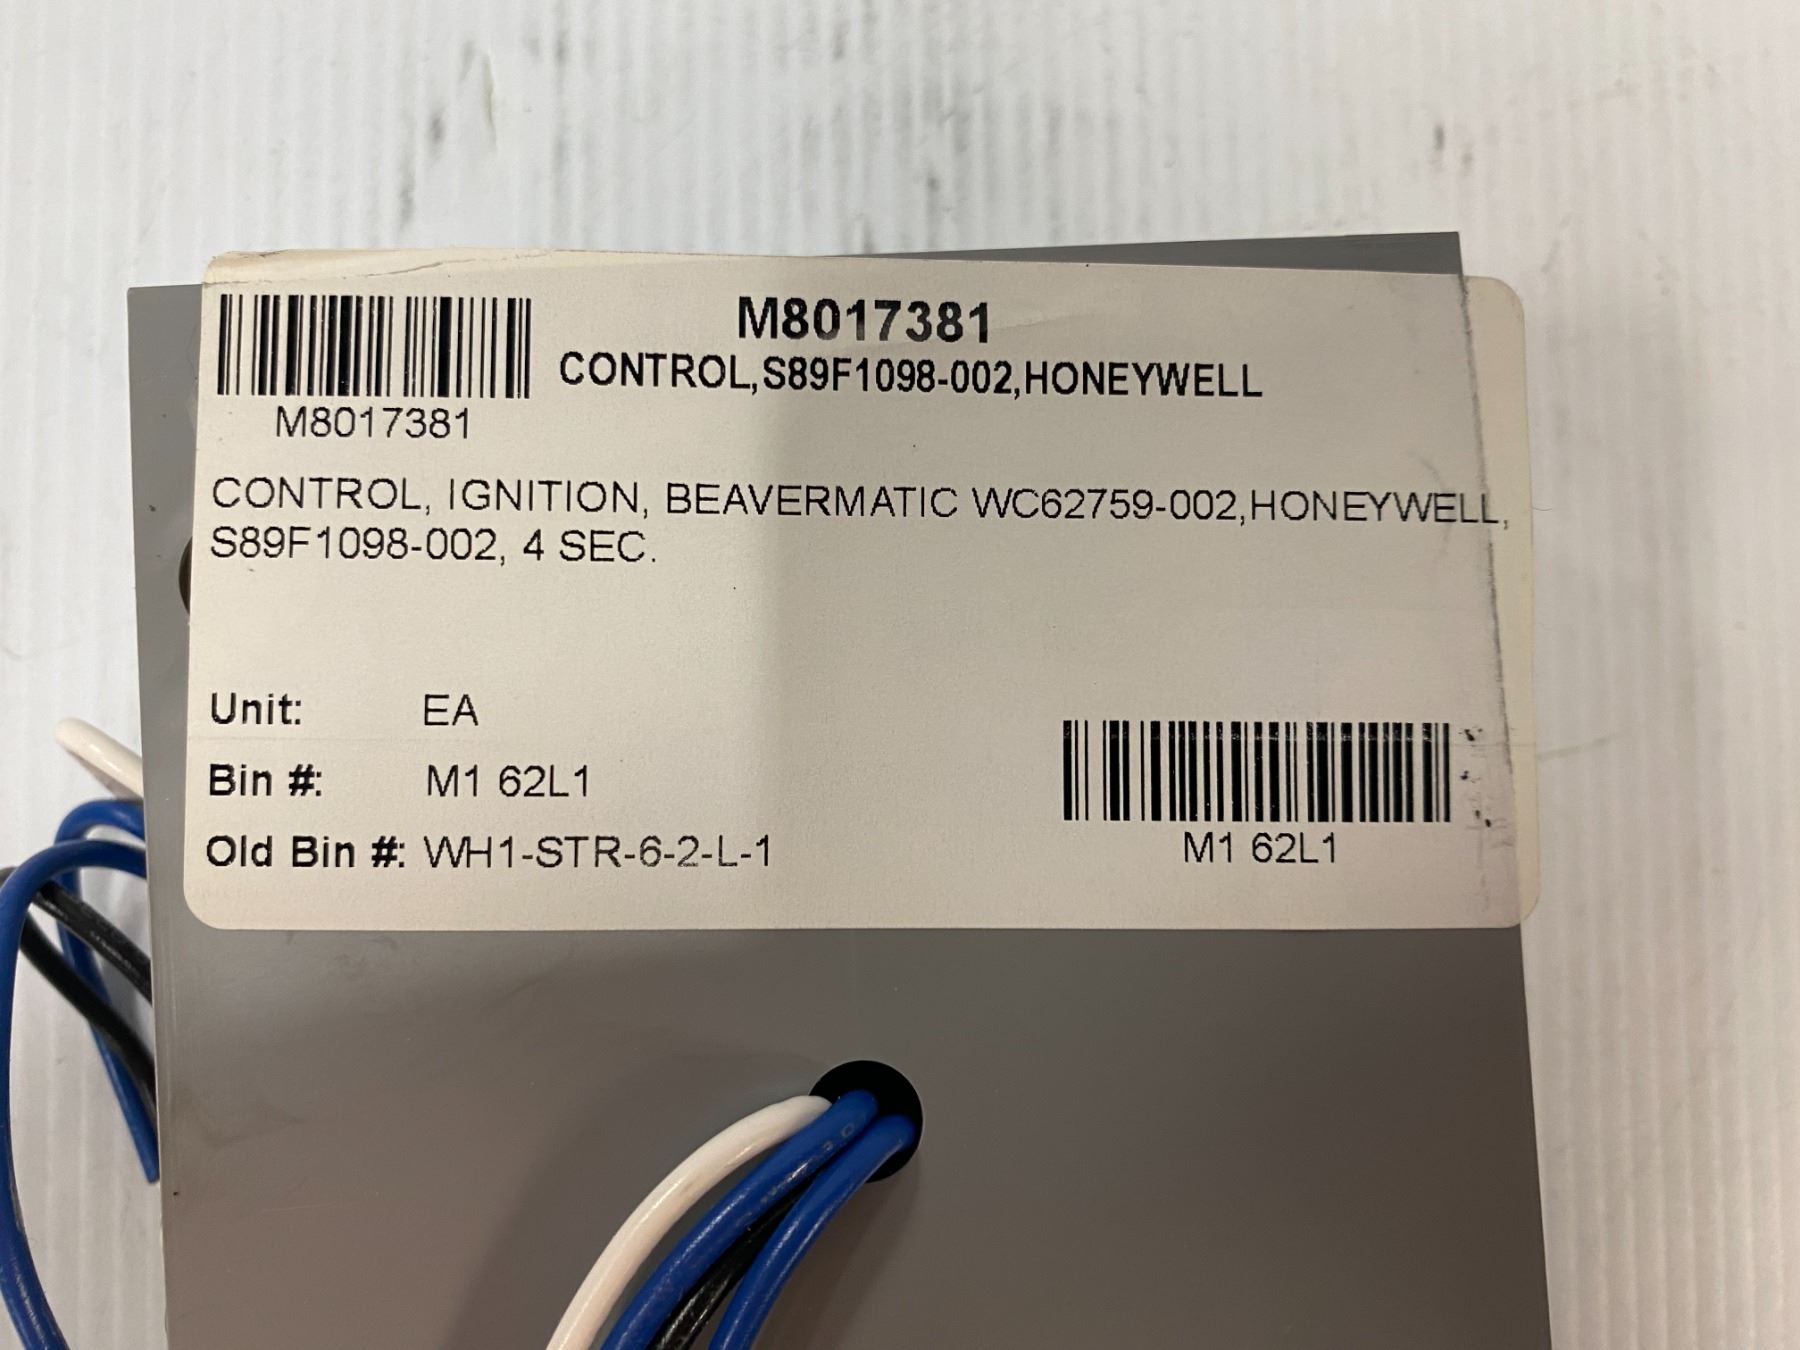 M8017381
CONTROL,S89F1098-002,HONEYWELL
M8017381
CONTROL, IGNITION, BEAVERMATIC WC62759-002,HONEYWELL,
S89F1098-002, 4 SEC.
Unit: EA
Bin #: M1 62L1
M1 62L1
Old Bin #: WH1-STR-6-2-L-1